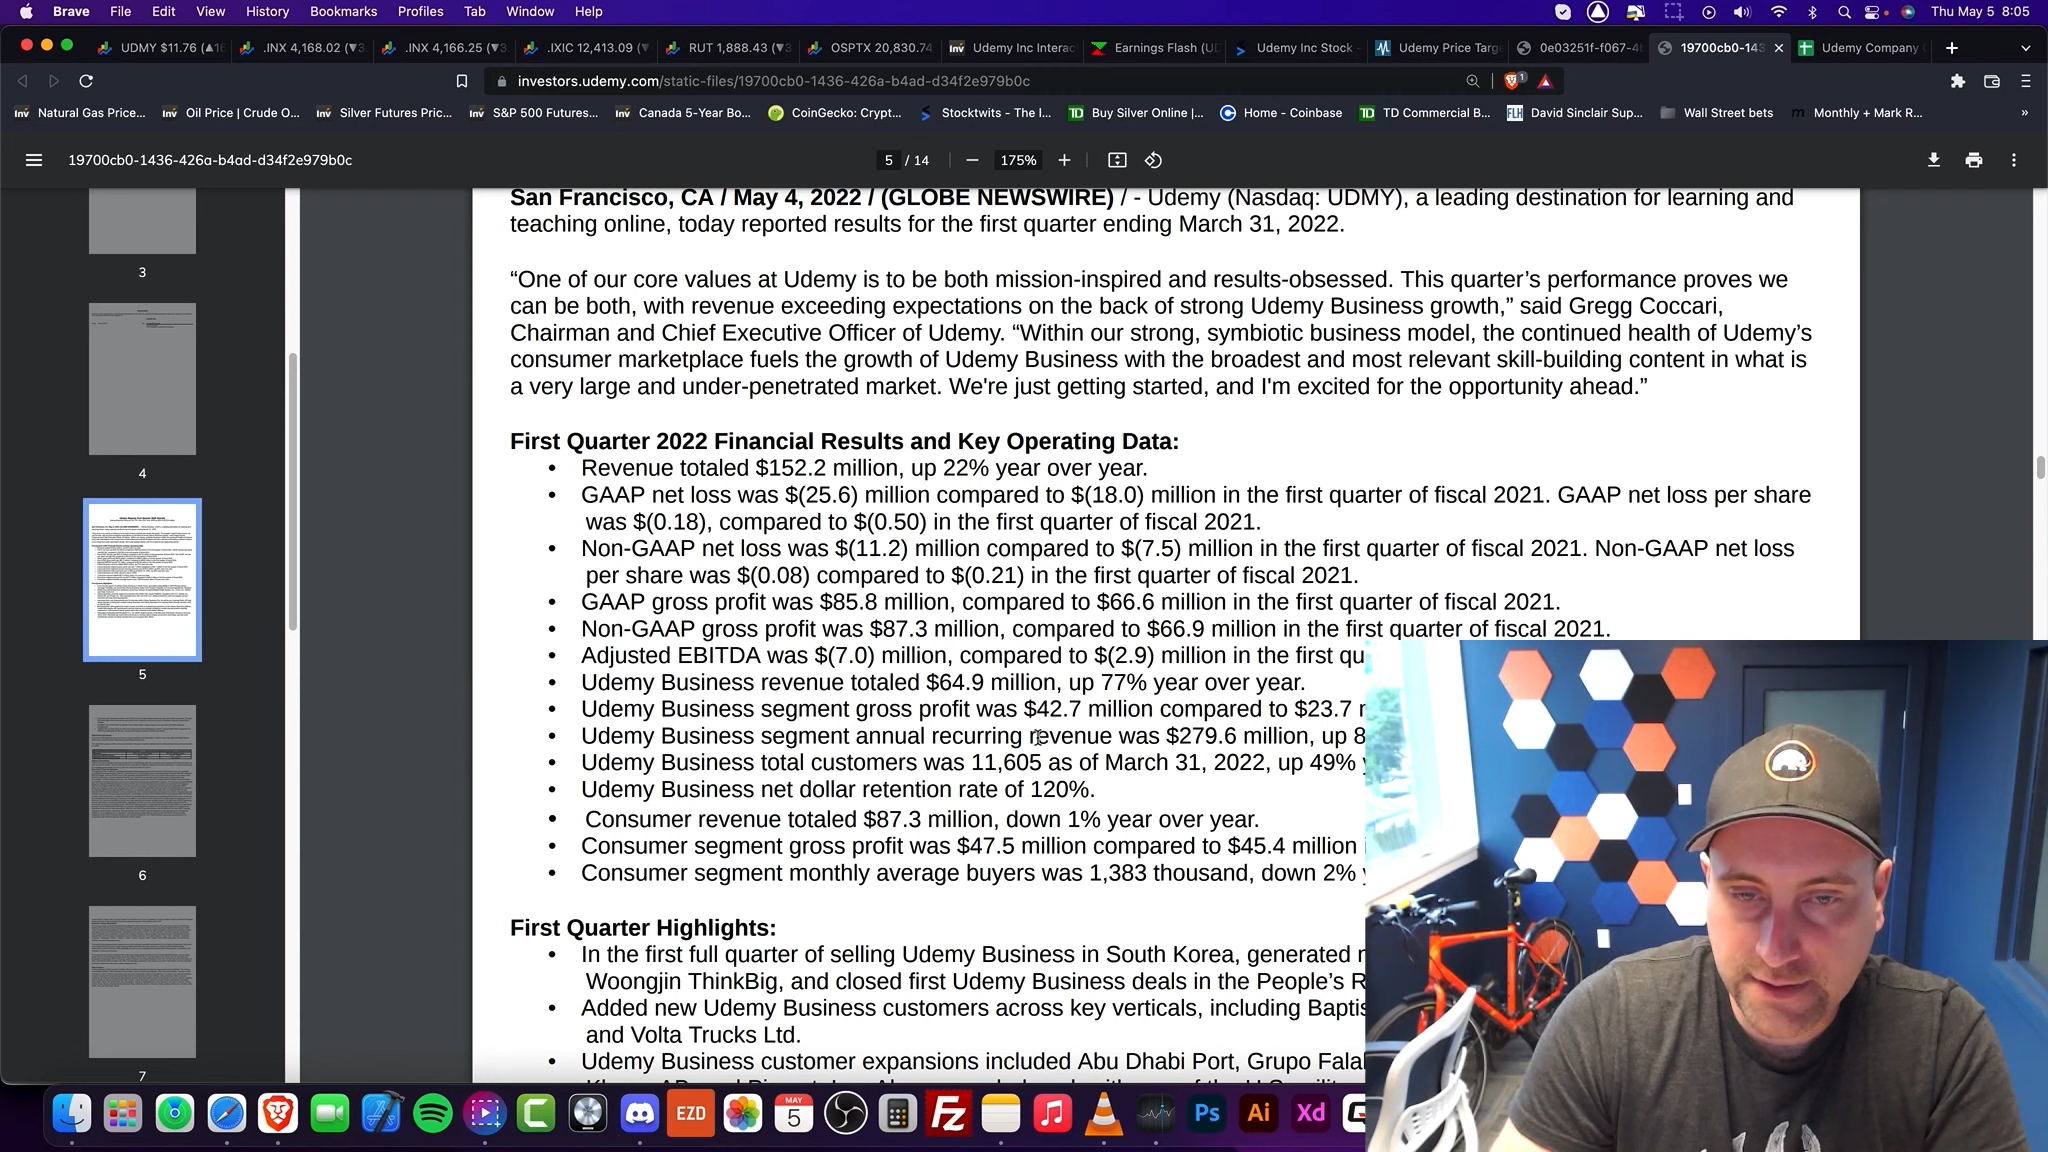 Brave File Edit View History Bookmarks Profiles Tab Window Help Thu May 5 8:05
UDMY $11.76 (▲16 .INX 4,168.02 (▼3 .INX 4,166.25 (▼3. .IXIC 12,413.09 (▼ RUT 1,888.43 (▼3 OSPTX 20,830.74 Udemy Inc Interac Earnings Flash (UD Udemy Inc Stock Udemy Price Targ 0e03251f-f067-4 19700cb0-143 Udemy Company
investors.udemy.com/static-files/19700cb0-1436-426a-b4ad-d34f2e979b0c
Natural Gas Price... Oil Price | Crude O... Silver Futures Pric... S&P 500 Futures... Canada 5-Year Bo... CoinGecko: Crypt... Stocktwits - The l... Buy Silver Online |... Home - Coinbase TD Commercial B... David Sinclair Sup... Wall Street bets Monthly + Mark R... »
19700cb0-1436-426a-b4ad-d34f2e979b0c 5 / 14 175%
3
4
5
6
7
San Francisco, CA / May 4, 2022 / (GLOBE NEWSWIRE) / - Udemy (Nasdaq: UDMY), a leading destination for learning and
teaching online, today reported results for the first quarter ending March 31, 2022.
“One of our core values at Udemy is to be both mission-inspired and results-obsessed. This quarter’s performance proves we
can be both, with revenue exceeding expectations on the back of strong Udemy Business growth,” said Gregg Coccari,
Chairman and Chief Executive Officer of Udemy. “Within our strong, symbiotic business model, the continued health of Udemy’s
consumer marketplace fuels the growth of Udemy Business with the broadest and most relevant skill-building content in what is
a very large and under-penetrated market. We're just getting started, and I'm excited for the opportunity ahead.”
First Quarter 2022 Financial Results and Key Operating Data:
• Revenue totaled $152.2 million, up 22% year over year.
• GAAP net loss was $(25.6) million compared to $(18.0) million in the first quarter of fiscal 2021. GAAP net loss per share
was $(0.18), compared to $(0.50) in the first quarter of fiscal 2021.
• Non-GAAP net loss was $(11.2) million compared to $(7.5) million in the first quarter of fiscal 2021. Non-GAAP net loss
per share was $(0.08) compared to $(0.21) in the first quarter of fiscal 2021.
• GAAP gross profit was $85.8 million, compared to $66.6 million in the first quarter of fiscal 2021.
• Non-GAAP gross profit was $87.3 million, compared to $66.9 million in the first quarter of fiscal 2021.
• Adjusted EBITDA was $(7.0) million, compared to $(2.9) million in the first qu
• Udemy Business revenue totaled $64.9 million, up 77% year over year.
• Udemy Business segment gross profit was $42.7 million compared to $23.7
• Udemy Business segment annual recurring revenue was $279.6 million, up 8
• Udemy Business total customers was 11,605 as of March 31, 2022, up 49%
• Udemy Business net dollar retention rate of 120%.
• Consumer revenue totaled $87.3 million, down 1% year over year.
• Consumer segment gross profit was $47.5 million compared to $45.4 million
• Consumer segment monthly average buyers was 1,383 thousand, down 2%
First Quarter Highlights:
• In the first full quarter of selling Udemy Business in South Korea, generated
Woongjin ThinkBig, and closed first Udemy Business deals in the People’s R
• Added new Udemy Business customers across key verticals, including Baptis
and Volta Trucks Ltd.
• Udemy Business customer expansions included Abu Dhabi Port, Grupo Falal
EZD MAY 5 Fz Ps Ai Xd